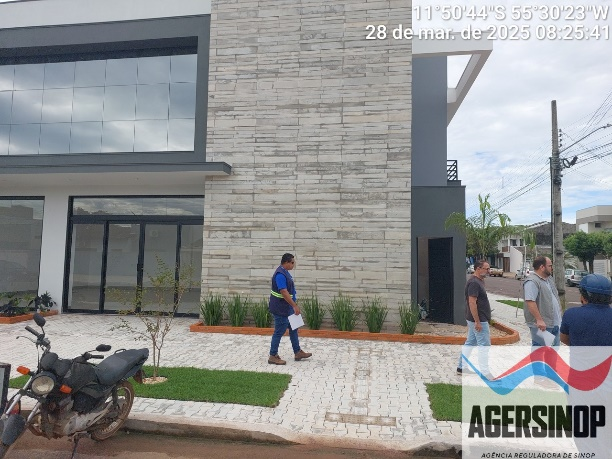 11°50'44"S 55°30'23"W
28 de mar. de 2025 08:25:41
AGERSINOP
AGÊNCIA REGULADORA DE SINOP